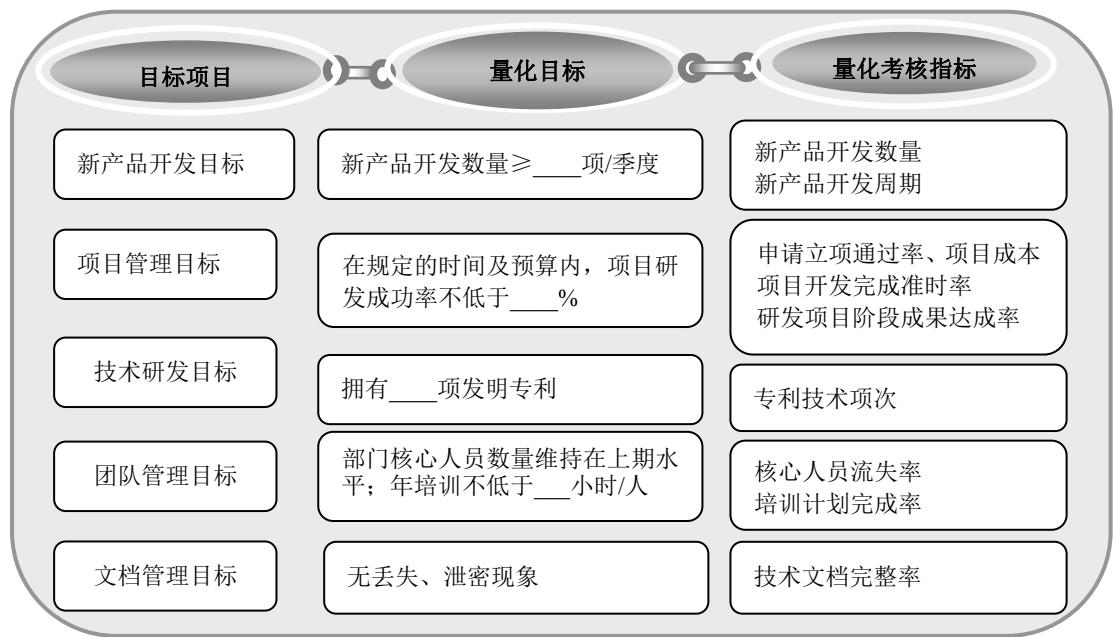 目标项目
量化目标
量化考核指标
新产品开发目标
新产品开发数量≥____项/季度
新产品开发数量
新产品开发周期
项目管理目标
在规定的时间及预算内，项目研
发成功率不低于____%
申请立项通过率、项目成本
项目开发完成准时率
研发项目阶段成果达成率
技术研发目标
拥有____项发明专利
专利技术项次
团队管理目标
部门核心人员数量维持在上期水
平；年培训不低于___小时/人
核心人员流失率
培训计划完成率
文档管理目标
无丢失、泄密现象
技术文档完整率